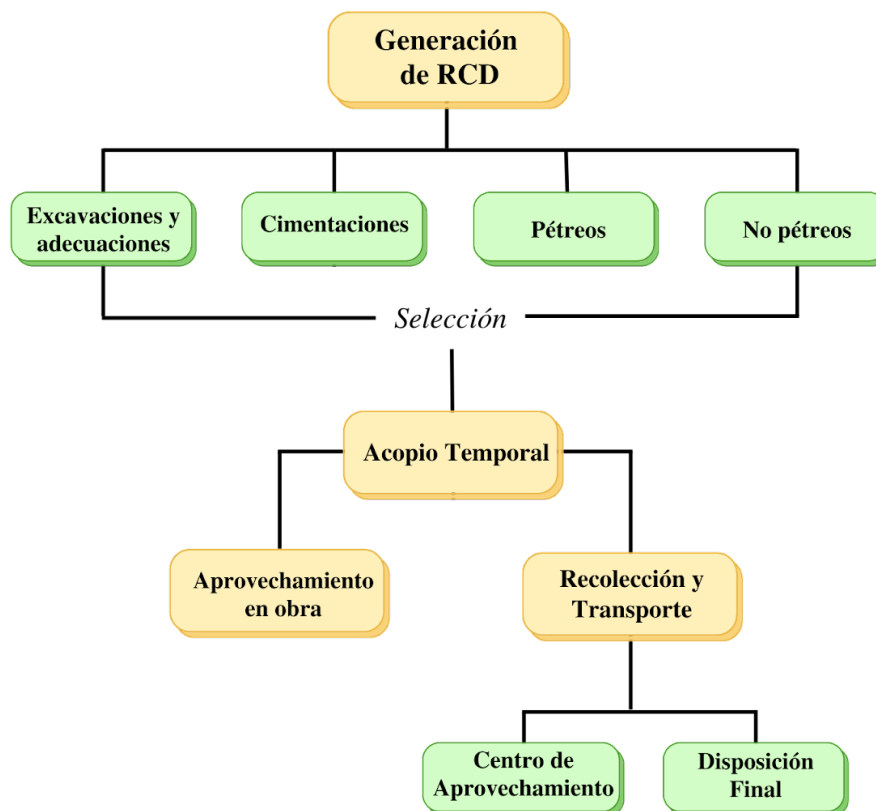 Generación
de RCD
Excavaciones y
adecuaciones
Cimentaciones
Pétreos
No pétreos
Selección
Acopio Temporal
Aprovechamiento
en obra
Recolección y
Transporte
Centro de
Aprovechamiento
Disposición
Final